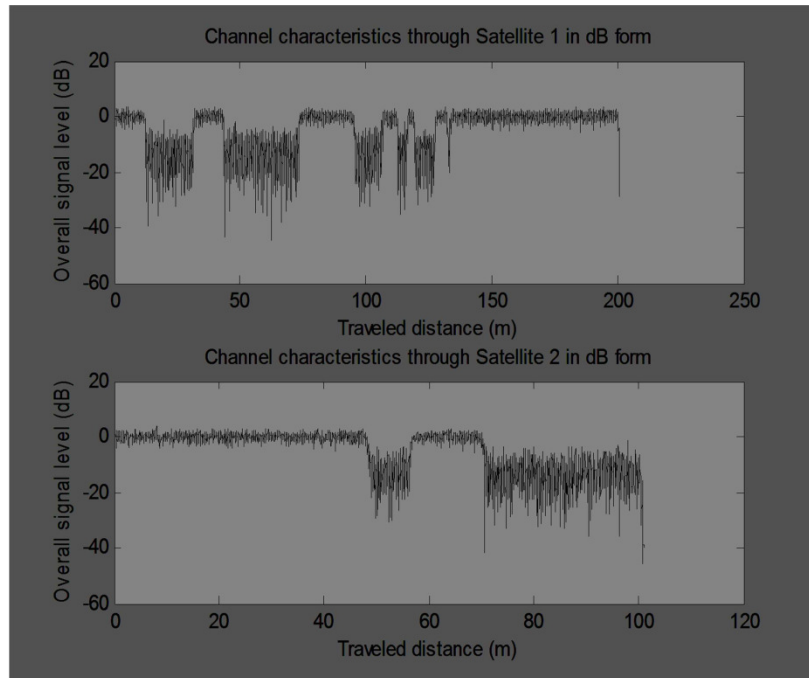 Channel characteristics through Satellite 1 in dB form
Overall signal level (dB)
20
0
-20
-40
-60
0 50 100 150 200 250
Traveled distance (m)
Channel characteristics through Satellite 2 in dB form
Overall signal level (dB)
20
0
-20
-40
-60
0 20 40 60 80 100 120
Traveled distance (m)